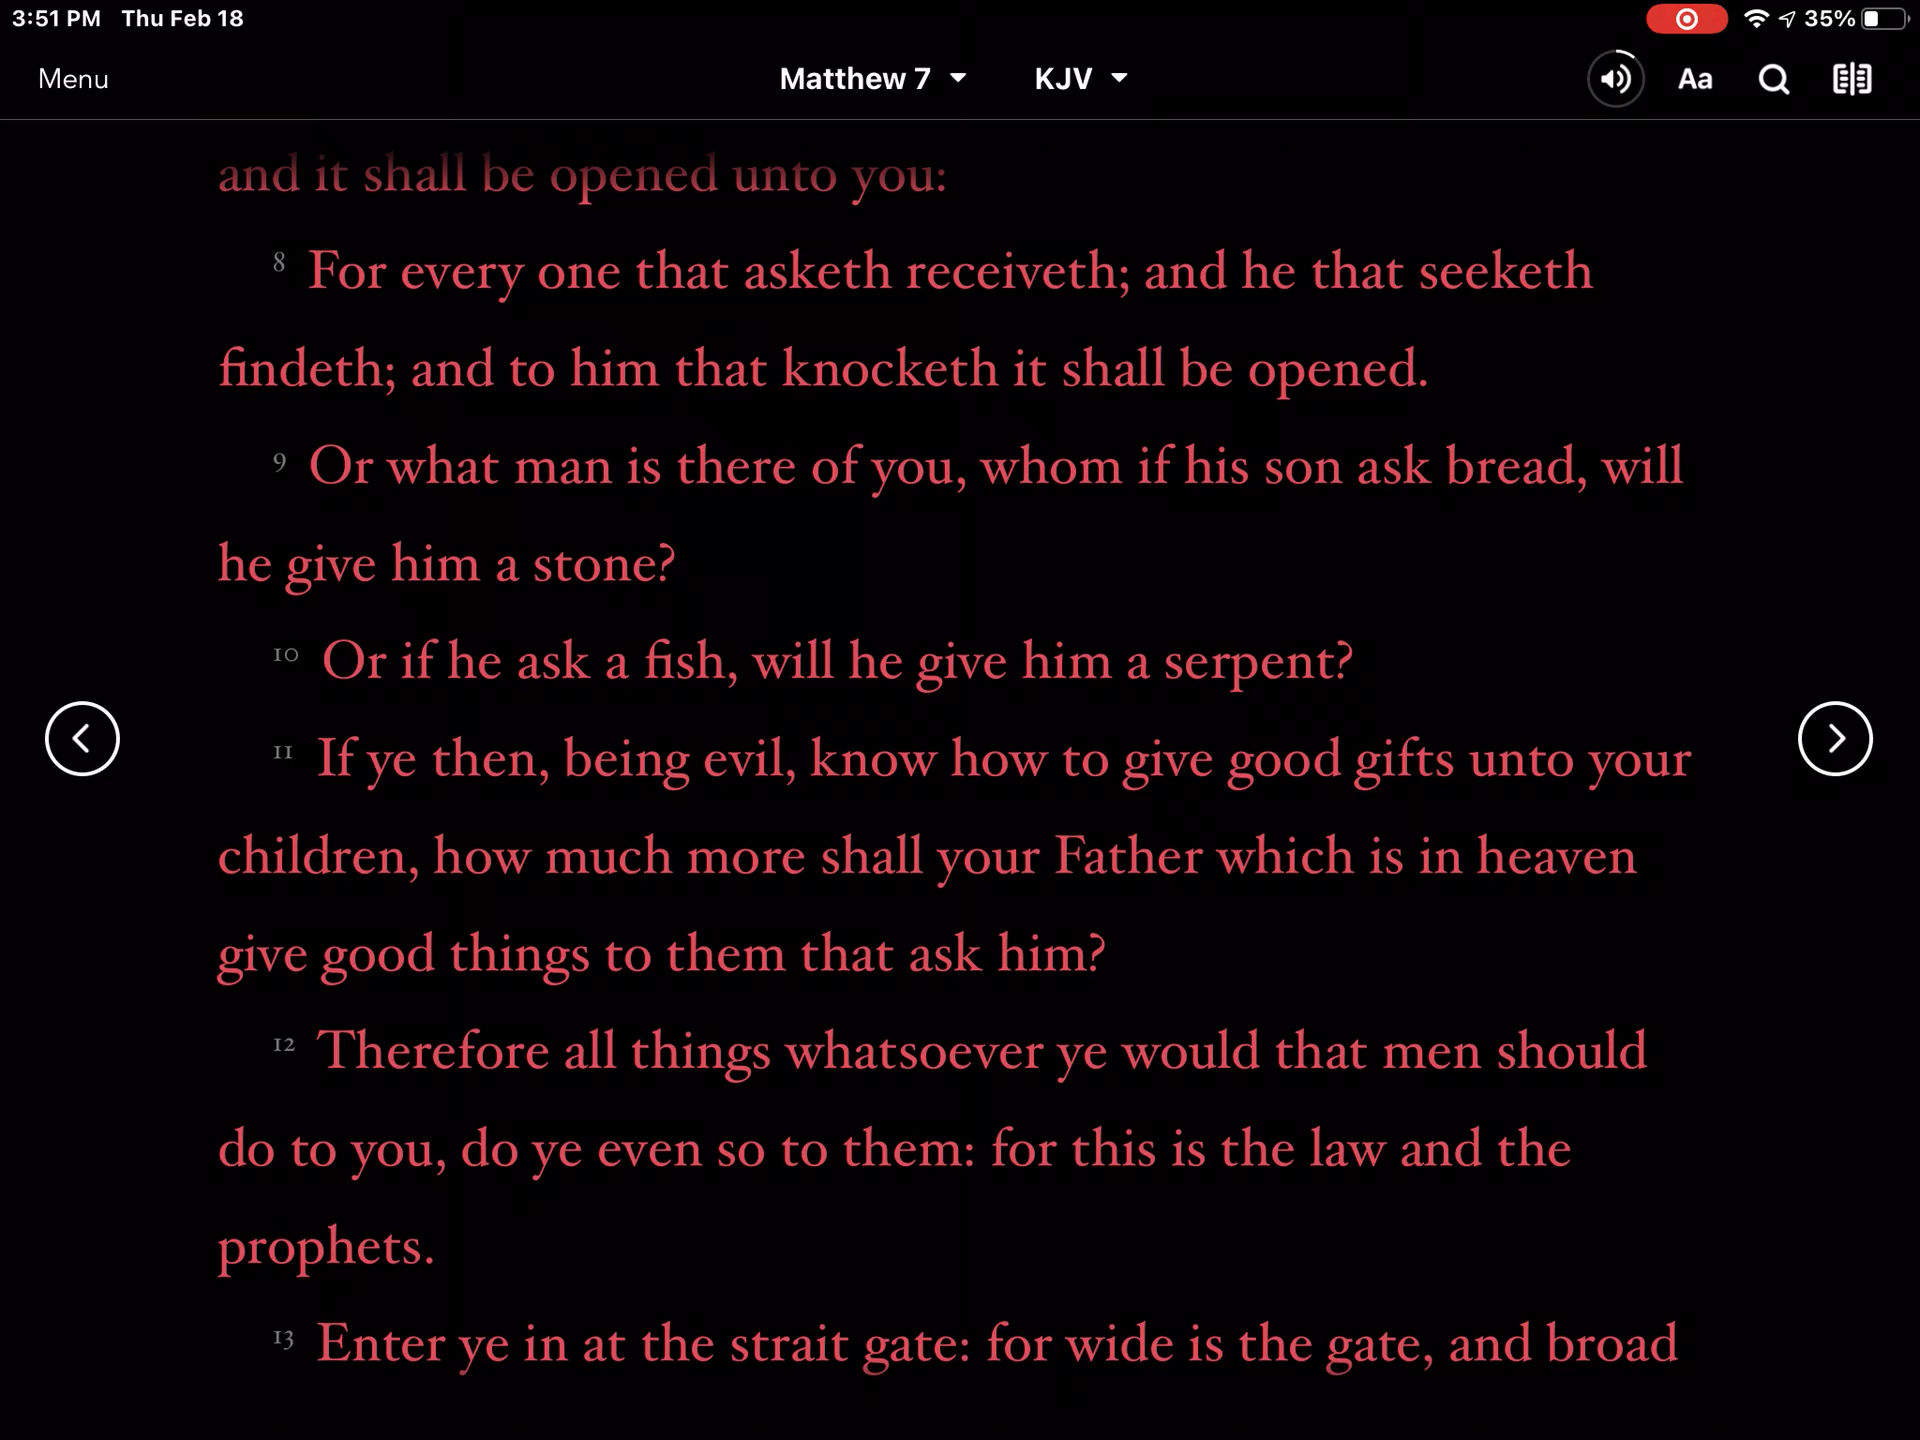 3:51 PM Thu Feb 18 35%
Menu Matthew 7 KJV Aa
and it shall be opened unto you:
8 For every one that asketh receiveth; and he that seeketh
findeth; and to him that knocketh it shall be opened.
9 Or what man is there of you, whom if his son ask bread, will
he give him a stone?
10 Or if he ask a fish, will he give him a serpent?
11 If ye then, being evil, know how to give good gifts unto your
children, how much more shall your Father which is in heaven
give good things to them that ask him?
12 Therefore all things whatsoever ye would that men should
do to you, do ye even so to them: for this is the law and the
prophets.
13 Enter ye in at the strait gate: for wide is the gate, and broad